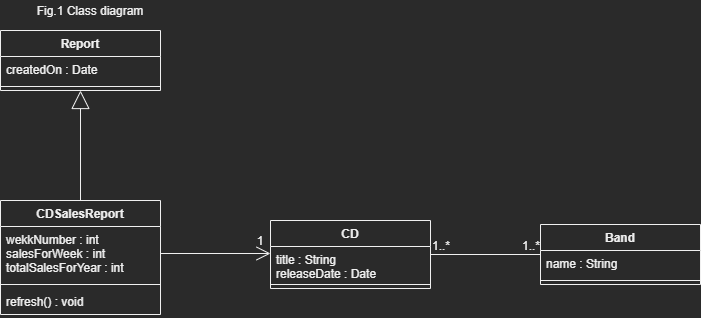 Fig.1 Class diagram
Report
createdOn : Date
CDSalesReport
wekkNumber : int
salesForWeek : int
totalSalesForYear : int
refresh() : void
1
CD
title : String
releaseDate : Date
1..*
1..*
Band
name : String